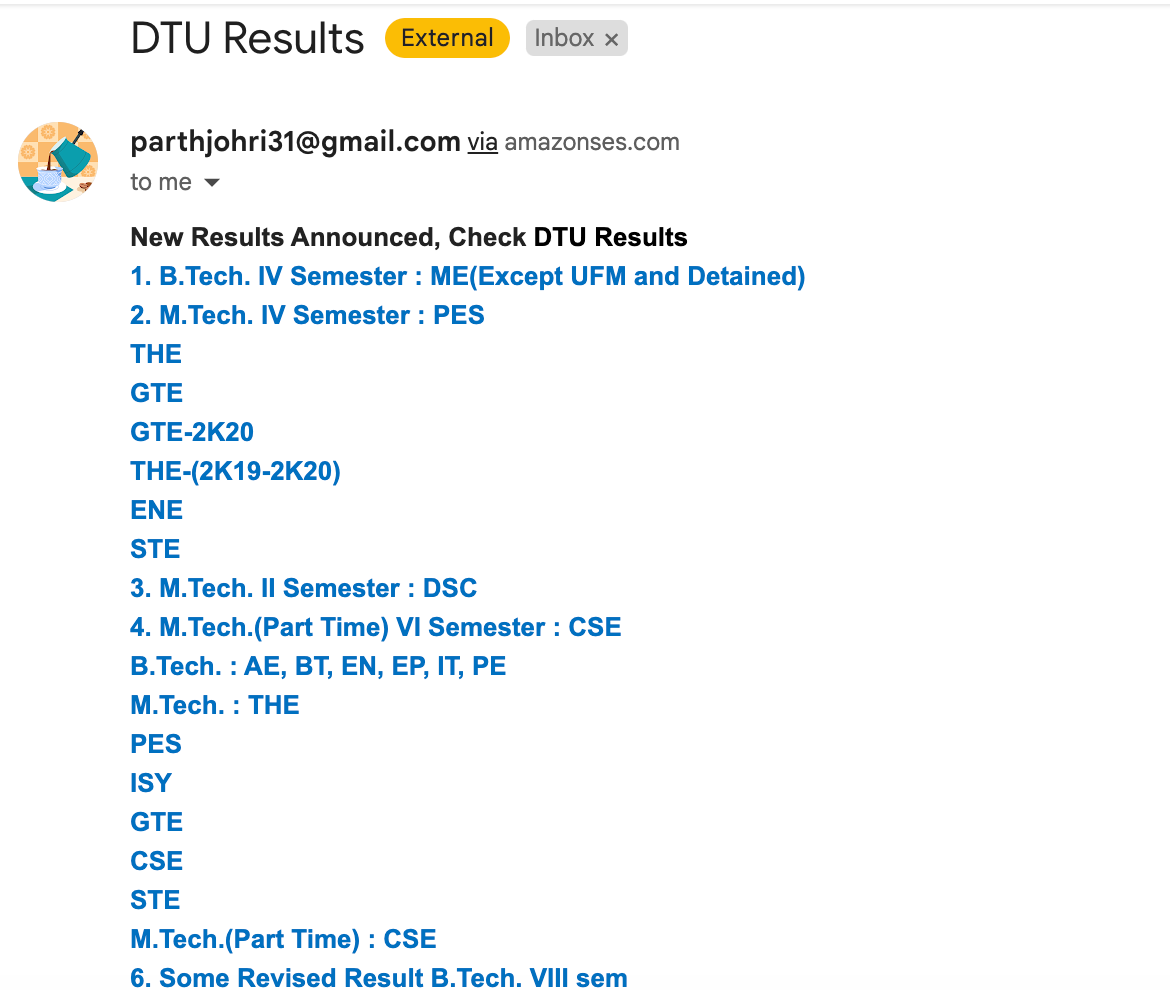 DTU Results External Inbox ×
parthjohri31@gmail.com via amazonses.com
to me
New Results Announced, Check DTU Results
1. B.Tech. IV Semester : ME(Except UFM and Detained)
2. M.Tech. IV Semester : PES
THE
GTE
GTE-2K20
THE-(2K19-2K20)
ENE
STE
3. M.Tech. II Semester : DSC
4. M.Tech.(Part Time) VI Semester : CSE
B.Tech. : AE, BT, EN, EP, IT, PE
M.Tech. : THE
PES
ISY
GTE
CSE
STE
M.Tech.(Part Time) : CSE
6. Some Revised Result B.Tech. VIII sem